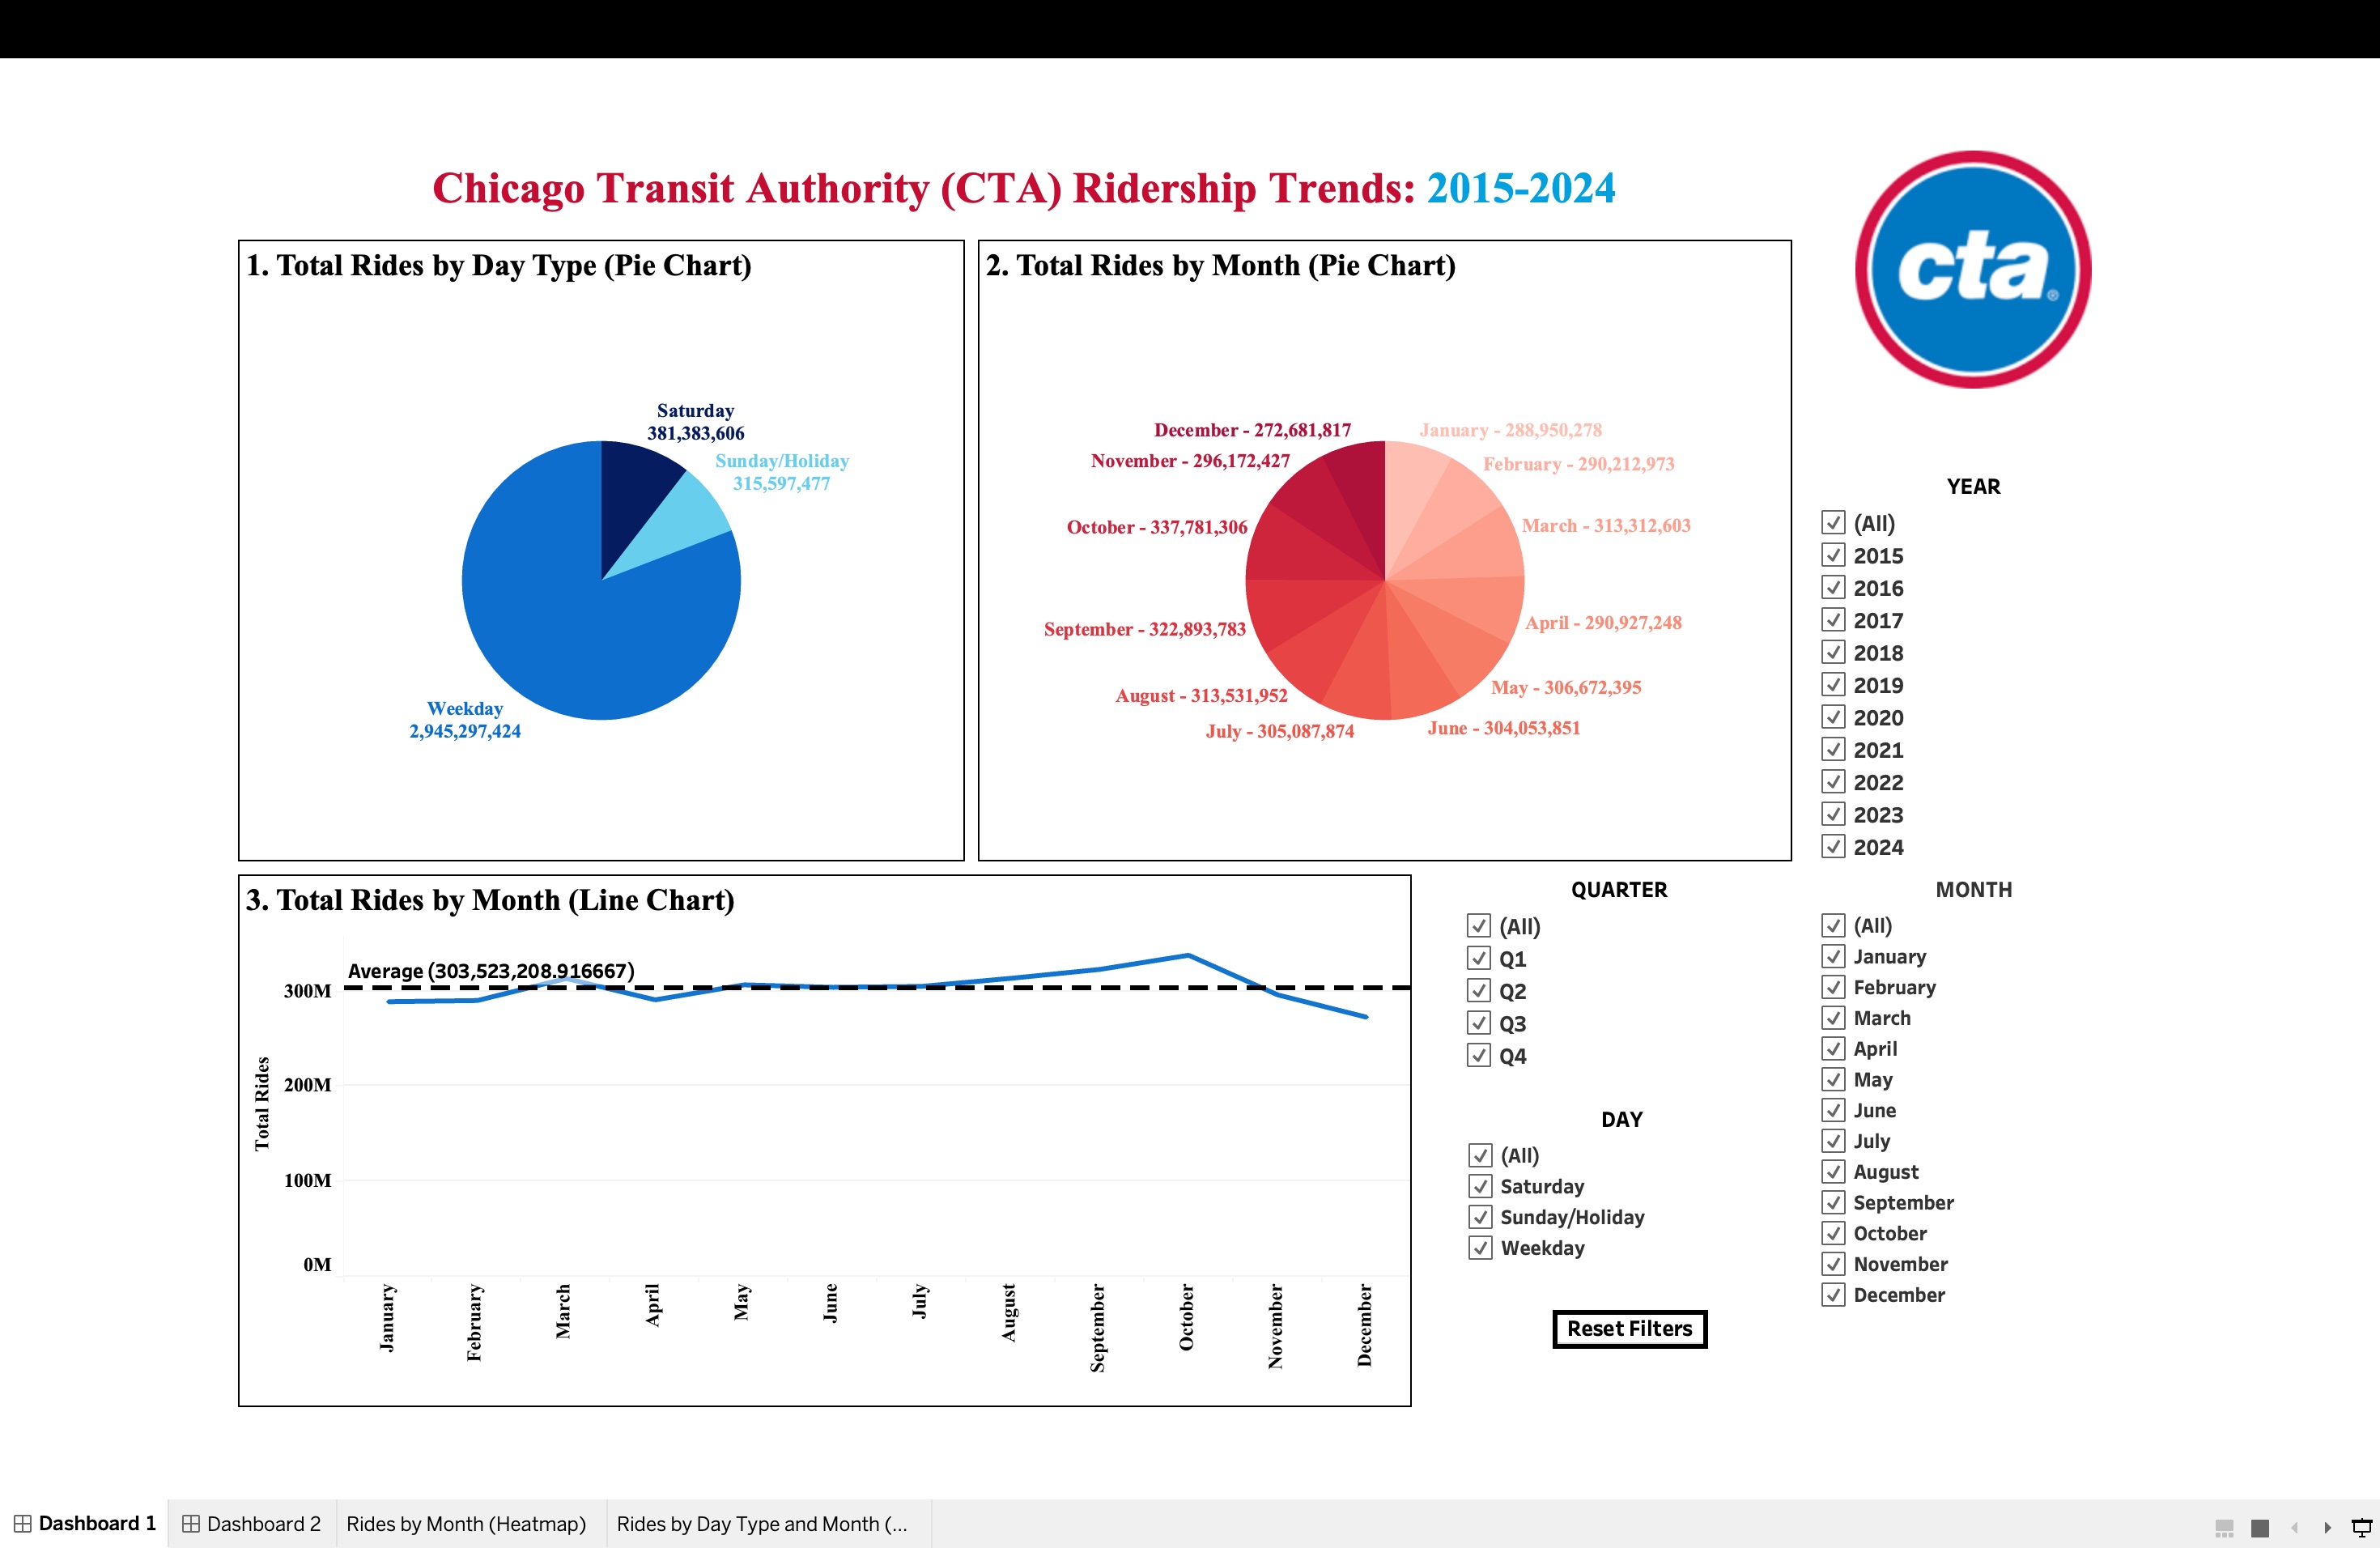 Chicago Transit Authority (CTA) Ridership Trends: 2015-2024
cta®
1. Total Rides by Day Type (Pie Chart)
Saturday
381,383,606
Sunday/Holiday
315,597,477
Weekday
2,945,297,424
2. Total Rides by Month (Pie Chart)
December - 272,681,817
January - 288,950,278
November - 296,172,427
February - 290,212,973
October - 337,781,306
March - 313,312,603
September - 322,893,783
April - 290,927,248
August - 313,531,952
May - 306,672,395
July - 305,087,874
June - 304,053,851
YEAR
(All)
2015
2016
2017
2018
2019
2020
2021
2022
2023
2024
3. Total Rides by Month (Line Chart)
Average (303,523,208.916667)
300M
200M
100M
0M
Total Rides
January
February
March
April
May
June
July
August
September
October
November
December
QUARTER
(All)
Q1
Q2
Q3
Q4
DAY
(All)
Saturday
Sunday/Holiday
Weekday
Reset Filters
MONTH
(All)
January
February
March
April
May
June
July
August
September
October
November
December
Dashboard 1
Dashboard 2
Rides by Month (Heatmap)
Rides by Day Type and Month (...